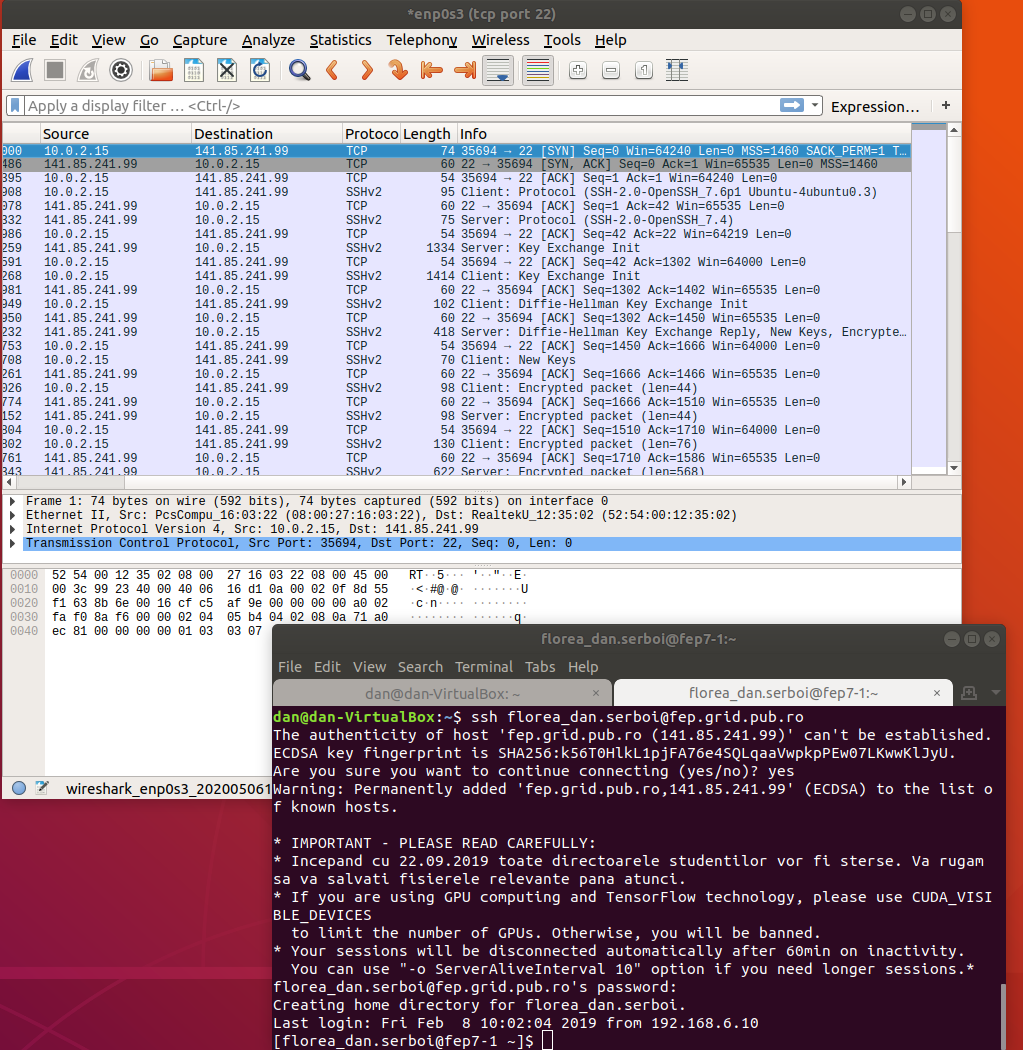 *enp0s3 (tcp port 22)
File Edit View Go Capture Analyze Statistics Telephony Wireless Tools Help
Apply a display filter … <Ctrl-/> Expression… +
Source Destination Protoco Length Info
000 10.0.2.15 141.85.241.99 TCP 74 35694 → 22 [SYN] Seq=0 Win=64240 Len=0 MSS=1460 SACK_PERM=1 T…
486 141.85.241.99 10.0.2.15 TCP 60 22 → 35694 [SYN, ACK] Seq=0 Ack=1 Win=65535 Len=0 MSS=1460
395 10.0.2.15 141.85.241.99 TCP 54 35694 → 22 [ACK] Seq=1 Ack=1 Win=64240 Len=0
908 10.0.2.15 141.85.241.99 SSHv2 95 Client: Protocol (SSH-2.0-OpenSSH_7.6p1 Ubuntu-4ubuntu0.3)
078 141.85.241.99 10.0.2.15 TCP 60 22 → 35694 [ACK] Seq=1 Ack=42 Win=65535 Len=0
332 141.85.241.99 10.0.2.15 SSHv2 75 Server: Protocol (SSH-2.0-OpenSSH_7.4)
986 10.0.2.15 141.85.241.99 TCP 54 35694 → 22 [ACK] Seq=42 Ack=22 Win=64219 Len=0
259 141.85.241.99 10.0.2.15 SSHv2 1334 Server: Key Exchange Init
591 10.0.2.15 141.85.241.99 TCP 54 35694 → 22 [ACK] Seq=42 Ack=1302 Win=64000 Len=0
268 10.0.2.15 141.85.241.99 SSHv2 1414 Client: Key Exchange Init
981 141.85.241.99 10.0.2.15 TCP 60 22 → 35694 [ACK] Seq=1302 Ack=1402 Win=65535 Len=0
949 10.0.2.15 141.85.241.99 SSHv2 102 Client: Diffie-Hellman Key Exchange Init
950 141.85.241.99 10.0.2.15 TCP 60 22 → 35694 [ACK] Seq=1302 Ack=1450 Win=65535 Len=0
232 141.85.241.99 10.0.2.15 SSHv2 418 Server: Diffie-Hellman Key Exchange Reply, New Keys, Encrypte…
753 10.0.2.15 141.85.241.99 TCP 54 35694 → 22 [ACK] Seq=1450 Ack=1666 Win=64000 Len=0
708 10.0.2.15 141.85.241.99 SSHv2 70 Client: New Keys
261 141.85.241.99 10.0.2.15 TCP 60 22 → 35694 [ACK] Seq=1666 Ack=1466 Win=65535 Len=0
026 10.0.2.15 141.85.241.99 SSHv2 98 Client: Encrypted packet (len=44)
774 141.85.241.99 10.0.2.15 TCP 60 22 → 35694 [ACK] Seq=1666 Ack=1510 Win=65535 Len=0
152 141.85.241.99 10.0.2.15 SSHv2 98 Server: Encrypted packet (len=44)
804 10.0.2.15 141.85.241.99 TCP 54 35694 → 22 [ACK] Seq=1510 Ack=1710 Win=64000 Len=0
302 10.0.2.15 141.85.241.99 SSHv2 130 Client: Encrypted packet (len=76)
761 141.85.241.99 10.0.2.15 TCP 60 22 → 35694 [ACK] Seq=1710 Ack=1586 Win=65535 Len=0
343 141.85.241.99 10.0.2.15 SSHv2 622 Server: Encrypted packet (len=568)
Frame 1: 74 bytes on wire (592 bits), 74 bytes captured (592 bits) on interface 0
Ethernet II, Src: PcsCompu_16:03:22 (08:00:27:16:03:22), Dst: RealtekU_12:35:02 (52:54:00:12:35:02)
Internet Protocol Version 4, Src: 10.0.2.15, Dst: 141.85.241.99
Transmission Control Protocol, Src Port: 35694, Dst Port: 22, Seq: 0, Len: 0
0000 52 54 00 12 35 02 08 00 27 16 03 22 08 00 45 00 RT··5··· '··"··E·
0010 00 3c 99 23 40 00 40 06 16 d1 0a 00 02 0f 8d 55 ·<·#@·@· ·······U
0020 f1 63 8b 6e 00 16 cf c5 af 9e 00 00 00 00 a0 02 ·c·n···· ········
0030 fa f0 8a f6 00 00 02 04 05 b4 04 02 08 0a 71 a0 ········ ······q·
0040 ec 81 00 00 00 00 01 03 03 07
wireshark_enp0s3_202005061
florea_dan.serboi@fep7-1:~
File Edit View Search Terminal Tabs Help
dan@dan-VirtualBox: ~ × florea_dan.serboi@fep7-1:~ ×
dan@dan-VirtualBox:~$ ssh florea_dan.serboi@fep.grid.pub.ro
The authenticity of host 'fep.grid.pub.ro (141.85.241.99)' can't be established.
ECDSA key fingerprint is SHA256:k56T0HlkL1pjFA76e4SQLqaaVwpkpPEw07LKwwKlJyU.
Are you sure you want to continue connecting (yes/no)? yes
Warning: Permanently added 'fep.grid.pub.ro,141.85.241.99' (ECDSA) to the list o
f known hosts.
* IMPORTANT - PLEASE READ CAREFULLY:
* Incepand cu 22.09.2019 toate directoarele studentilor vor fi sterse. Va rugam
sa va salvati fisierele relevante pana atunci.
* If you are using GPU computing and TensorFlow technology, please use CUDA_VISI
BLE_DEVICES
to limit the number of GPUs. Otherwise, you will be banned.
* Your sessions will be disconnected automatically after 60min on inactivity.
You can use "-o ServerAliveInterval 10" option if you need longer sessions.*
florea_dan.serboi@fep.grid.pub.ro's password:
Creating home directory for florea_dan.serboi.
Last login: Fri Feb  8 10:02:04 2019 from 192.168.6.10
[florea_dan.serboi@fep7-1 ~]$